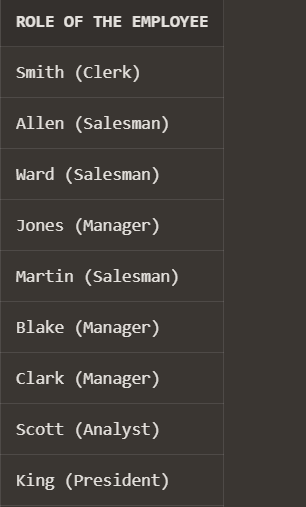 ROLE OF THE EMPLOYEE
Smith (Clerk)
Allen (Salesman)
Ward (Salesman)
Jones (Manager)
Martin (Salesman)
Blake (Manager)
Clark (Manager)
Scott (Analyst)
King (President)